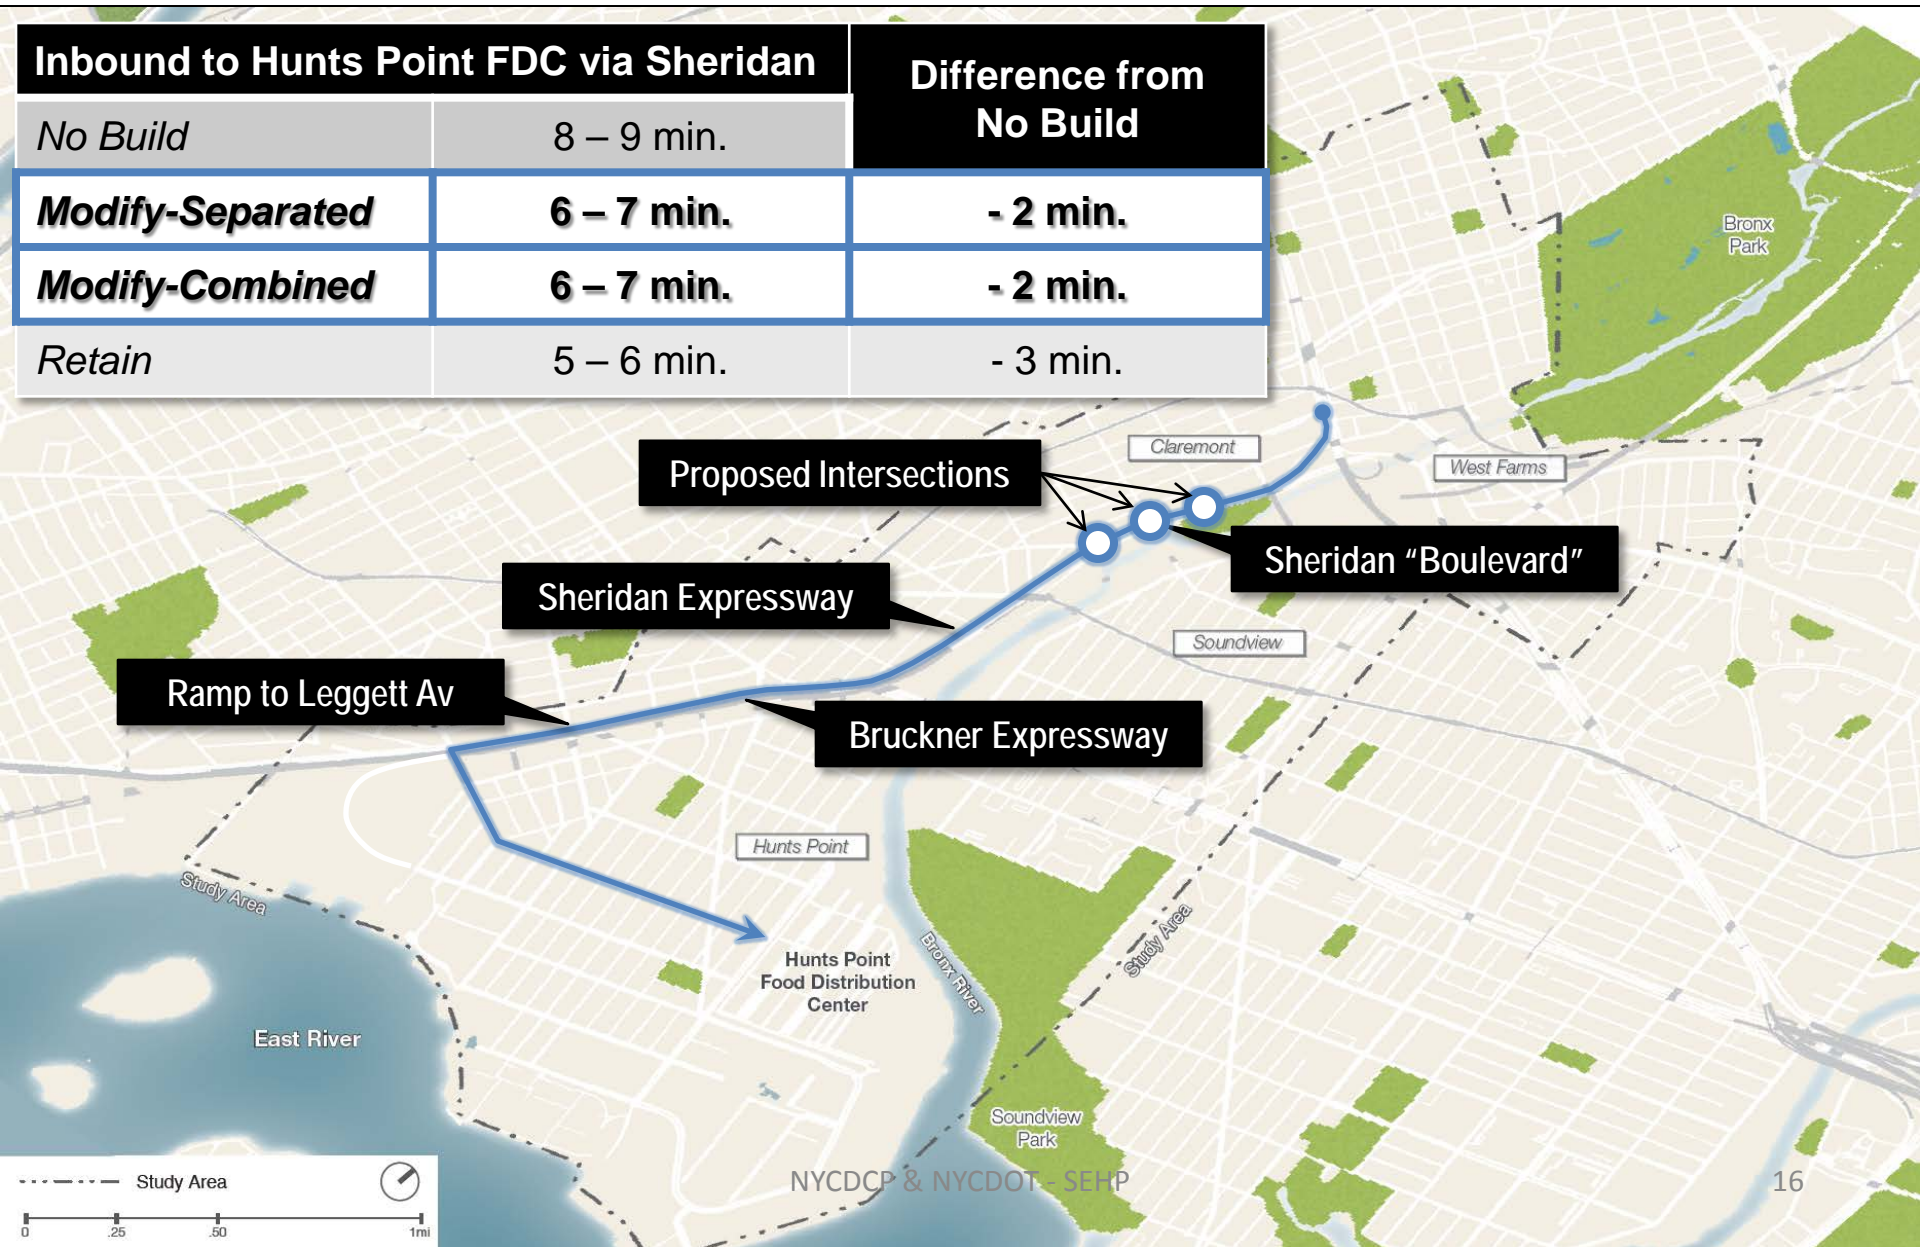 Inbound to Hunts Point FDC via Sheridan
Difference from
No Build
No Build 8 – 9 min.
Modify-Separated 6 – 7 min. - 2 min.
Modify-Combined 6 – 7 min. - 2 min.
Retain 5 – 6 min. - 3 min.
Bronx
Park
Claremont
West Farms
Proposed Intersections
Sheridan “Boulevard”
Sheridan Expressway
Soundview
Ramp to Leggett Av
Bruckner Expressway
Hunts Point
Study Area
Study Area
Bronx River
Hunts Point
Food Distribution
Center
East River
Soundview
Park
Study Area
0 .25 .50 1mi
NYCDCP & NYCDOT - SEHP
16